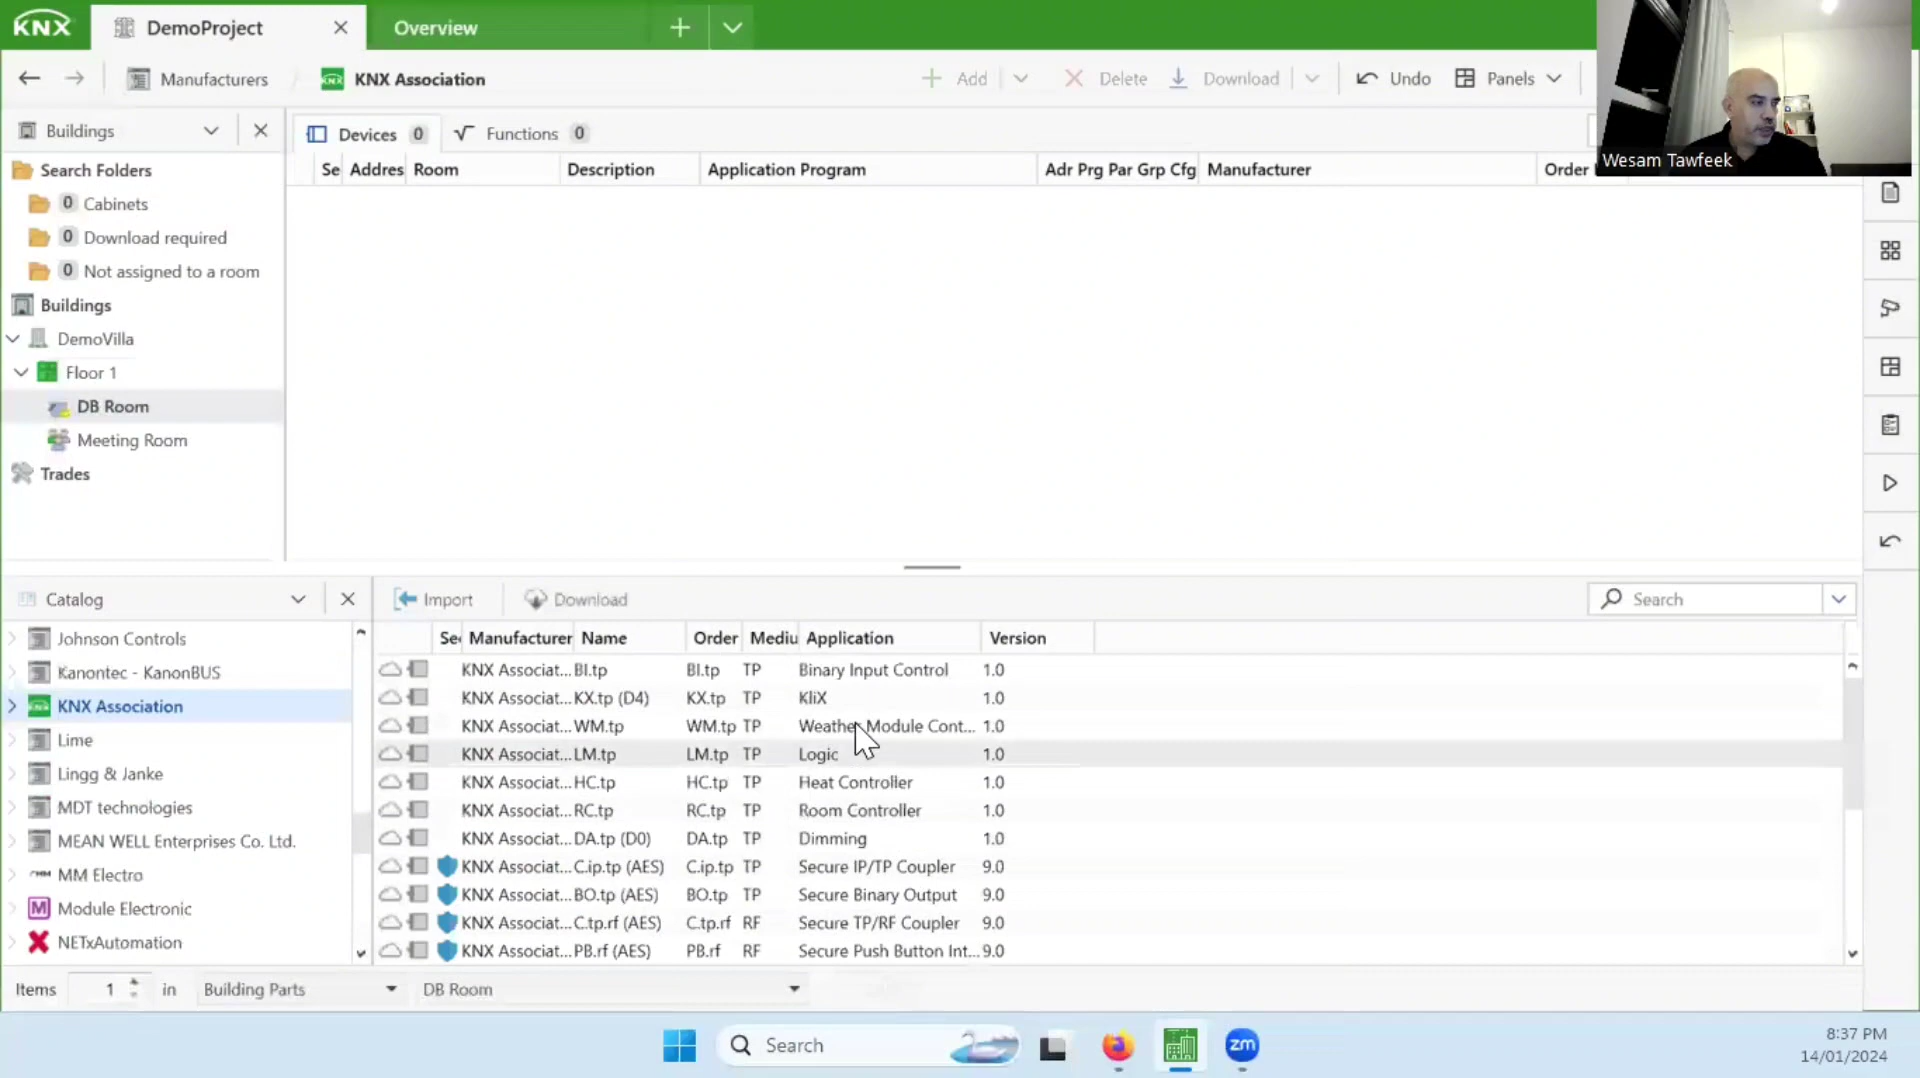 KNX DemoProject Overview
Manufacturers KNX Association Add Delete Download Undo Panels
Wesam Tawfeek
Buildings
Devices 0 Functions 0
Se Addres Room Description Application Program Adr Prg Par Grp Cfg Manufacturer Order
Search Folders
0 Cabinets
0 Download required
0 Not assigned to a room
Buildings
DemoVilla
Floor 1
DB Room
Meeting Room
Trades
Catalog
Import Download Search
Johnson Controls
Kanontec - KanonBUS
KNX Association
Lime
Lingg & Janke
MDT technologies
MEAN WELL Enterprises Co. Ltd.
MM Electro
M Module Electronic
NETxAutomation
Se Manufacturer Name Order Mediu Application Version
KNX Associat... BI.tp BI.tp TP Binary Input Control 1.0
KNX Associat... KX.tp (D4) KX.tp TP KliX 1.0
KNX Associat... WM.tp WM.tp TP Weather Module Cont... 1.0
KNX Associat... LM.tp LM.tp TP Logic 1.0
KNX Associat... HC.tp HC.tp TP Heat Controller 1.0
KNX Associat... RC.tp RC.tp TP Room Controller 1.0
KNX Associat... DA.tp (D0) DA.tp TP Dimming 1.0
KNX Associat... C.ip.tp (AES) C.ip.tp TP Secure IP/TP Coupler 9.0
KNX Associat... BO.tp (AES) BO.tp TP Secure Binary Output 9.0
KNX Associat... C.tp.rf (AES) C.tp.rf RF Secure TP/RF Coupler 9.0
KNX Associat... PB.rf (AES) PB.rf RF Secure Push Button Int... 9.0
Items 1 in Building Parts DB Room
Search zm
8:37 PM
14/01/2024